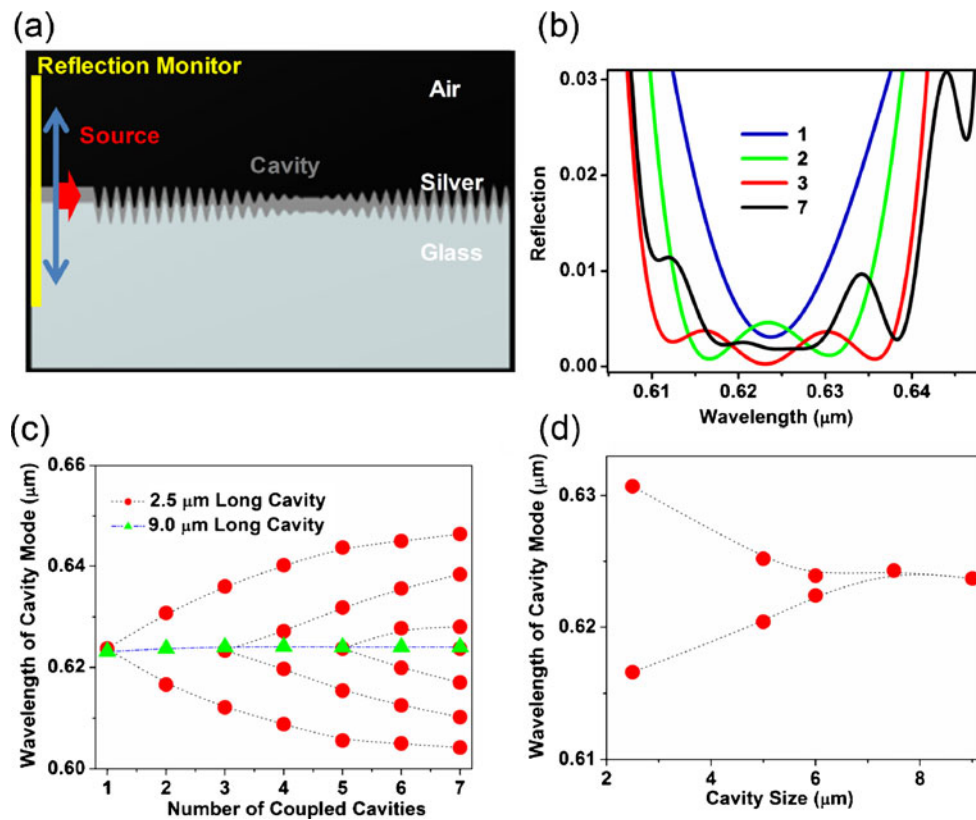 (a)
Reflection Monitor
Air
Source
Cavity
Silver
Glass
(b)
0.03
0.02
0.01
0.00
Reflection
1
2
3
7
0.61
0.62
0.63
0.64
Wavelength (μm)
(c)
0.66
0.64
0.62
0.60
Wavelength of Cavity Mode (μm)
2.5 μm Long Cavity
9.0 μm Long Cavity
1
2
3
4
5
6
7
Number of Coupled Cavities
(d)
0.63
0.62
0.61
Wavelength of Cavity Mode (μm)
2
4
6
8
Cavity Size (μm)